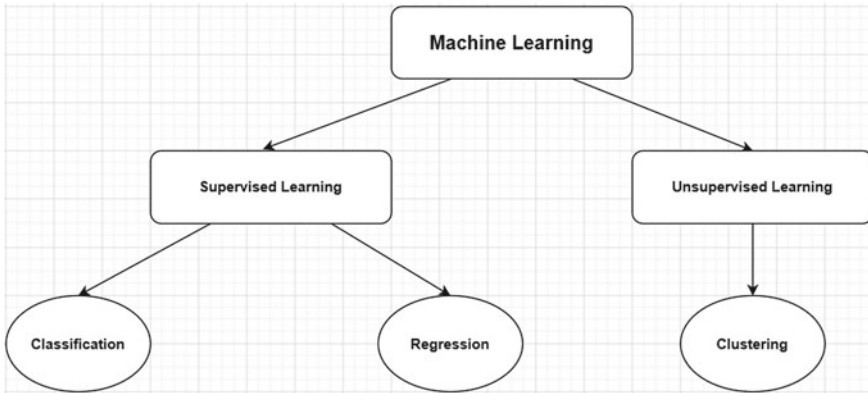 Machine Learning
Supervised Learning
Unsupervised Learning
Classification
Regression
Clustering